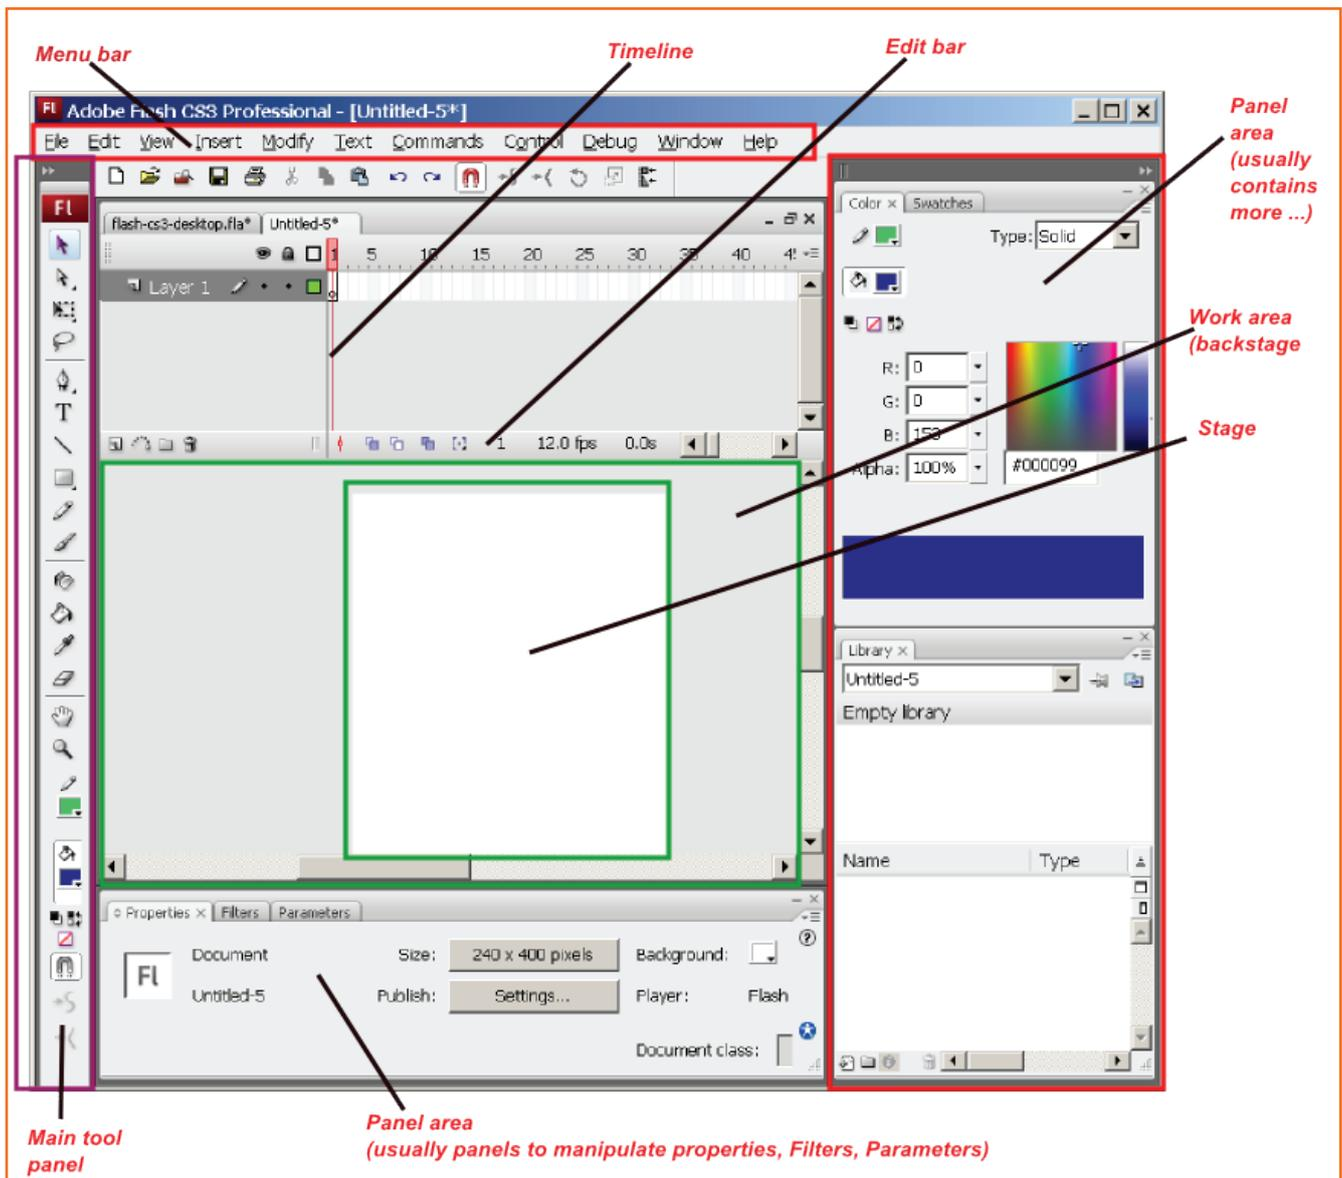 Menu bar
Timeline
Edit bar
Panel
area
(usually
contains
more ...)
Fl Adobe Flash CS3 Professional - [Untitled-5*]
File Edit View Insert Modify Text Commands Control Debug Window Help
Fl
flash-cs3-desktop.fla* Untitled-5*
1 5 10 15 20 25 30 35 40 4!
Layer 1
1 12.0 fps 0.0s
Color × Swatches
Type: Solid
R: 0
G: 0
B: 153
Alpha: 100% #000099
Work area
(backstage
Stage
T
Library ×
Untitled-5
Empty library
Name Type
Properties × Filters Parameters
Fl
Document Size: 240 x 400 pixels Background:
Untitled-5 Publish: Settings... Player: Flash
Document class:
Main tool
panel
Panel area
(usually panels to manipulate properties, Filters, Parameters)